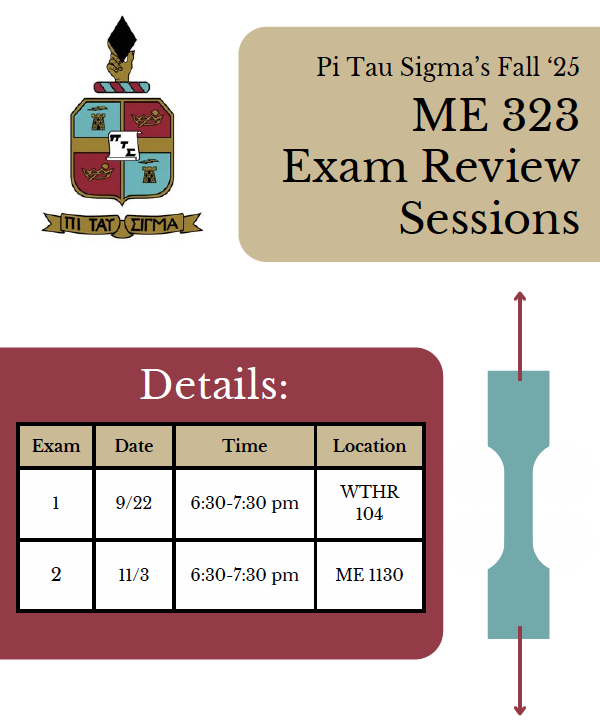 Pi Tau Sigma’s Fall ‘25
ME 323
Exam Review
Sessions
Π Τ Σ
ΠΙ ΤΑΥ ΣΙΓΜΑ
Details:
Exam Date Time Location
1 9/22 6:30-7:30 pm WTHR
104
2 11/3 6:30-7:30 pm ME 1130